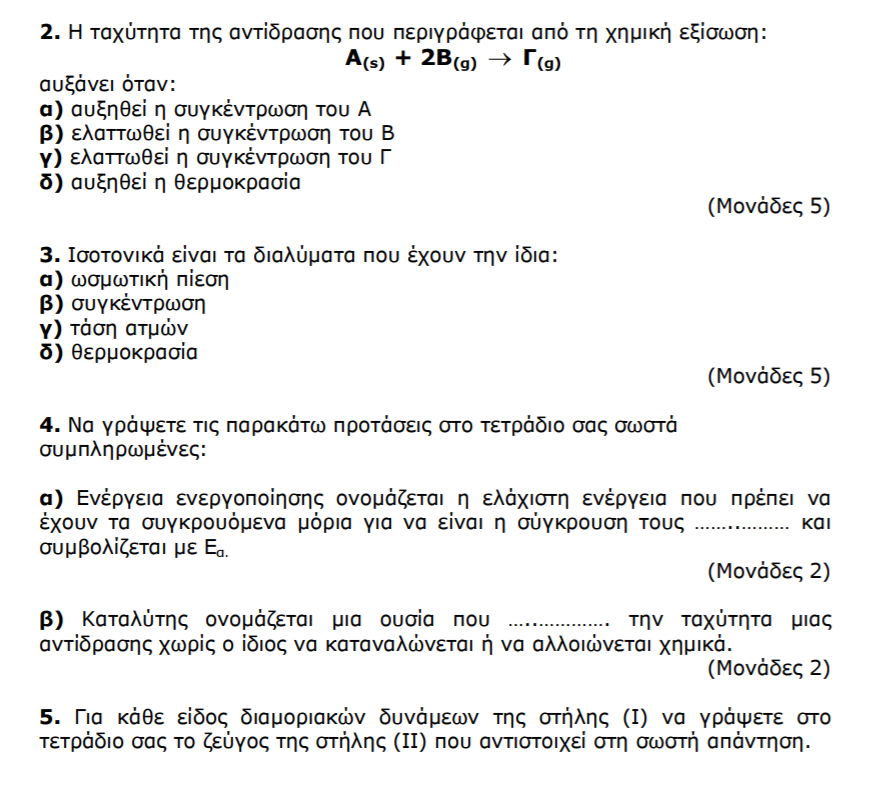 2. Η ταχύτητα της αντίδρασης που περιγράφεται από τη χημική εξίσωση:
Α(s) + 2Β(g) → Γ(g)
αυξάνει όταν:
α) αυξηθεί η συγκέντρωση του Α
β) ελαττωθεί η συγκέντρωση του Β
γ) ελαττωθεί η συγκέντρωση του Γ
δ) αυξηθεί η θερμοκρασία
(Μονάδες 5)
3. Ισοτονικά είναι τα διαλύματα που έχουν την ίδια:
α) ωσμωτική πίεση
β) συγκέντρωση
γ) τάση ατμών
δ) θερμοκρασία
(Μονάδες 5)
4. Να γράψετε τις παρακάτω προτάσεις στο τετράδιο σας σωστά
συμπληρωμένες:
α) Ενέργεια ενεργοποίησης ονομάζεται η ελάχιστη ενέργεια που πρέπει να
έχουν τα συγκρουόμενα μόρια για να είναι η σύγκρουση τους ................ και
συμβολίζεται με Εα.
(Μονάδες 2)
β) Καταλύτης ονομάζεται μια ουσία που ................. την ταχύτητα μιας
αντίδρασης χωρίς ο ίδιος να καταναλώνεται ή να αλλοιώνεται χημικά.
(Μονάδες 2)
5. Για κάθε είδος διαμοριακών δυνάμεων της στήλης (Ι) να γράψετε στο
τετράδιο σας το ζεύγος της στήλης (ΙΙ) που αντιστοιχεί στη σωστή απάντηση.